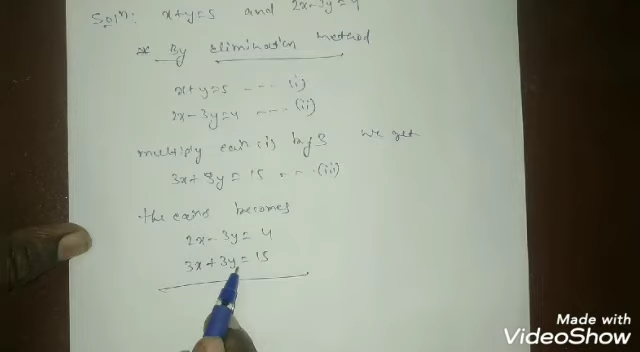 Soln: x+y=5 and 2x-3y=4
* By elimination method
x+y=5 --- (i)
2x-3y=4 --- (ii)
multiply eqn (i) by 3 we get
3x+3y=15 --- (iii)
the eqns becomes
2x-3y=4
3x+3y=15
Made with
VideoShow